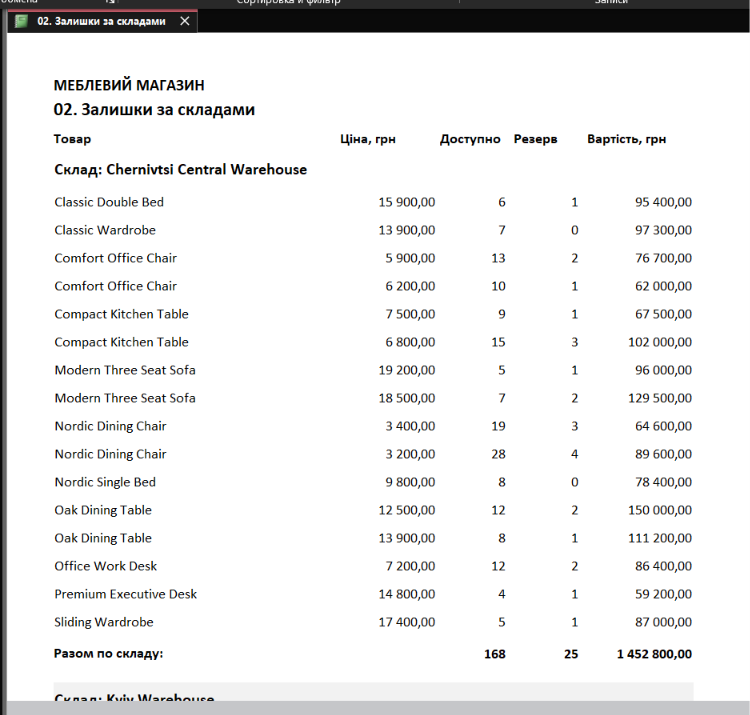 Сортировка и фильтр Записи
02. Залишки за складами
МЕБЛЕВИЙ МАГАЗИН
02. Залишки за складами
Товар Ціна, грн Доступно Резерв Вартість, грн
Склад: Chernivtsi Central Warehouse
Classic Double Bed 15 900,00 6 1 95 400,00
Classic Wardrobe 13 900,00 7 0 97 300,00
Comfort Office Chair 5 900,00 13 2 76 700,00
Comfort Office Chair 6 200,00 10 1 62 000,00
Compact Kitchen Table 7 500,00 9 1 67 500,00
Compact Kitchen Table 6 800,00 15 3 102 000,00
Modern Three Seat Sofa 19 200,00 5 1 96 000,00
Modern Three Seat Sofa 18 500,00 7 2 129 500,00
Nordic Dining Chair 3 400,00 19 3 64 600,00
Nordic Dining Chair 3 200,00 28 4 89 600,00
Nordic Single Bed 9 800,00 8 0 78 400,00
Oak Dining Table 12 500,00 12 2 150 000,00
Oak Dining Table 13 900,00 8 1 111 200,00
Office Work Desk 7 200,00 12 2 86 400,00
Premium Executive Desk 14 800,00 4 1 59 200,00
Sliding Wardrobe 17 400,00 5 1 87 000,00
Разом по складу: 168 25 1 452 800,00
Склад: Kyiv Warehouse